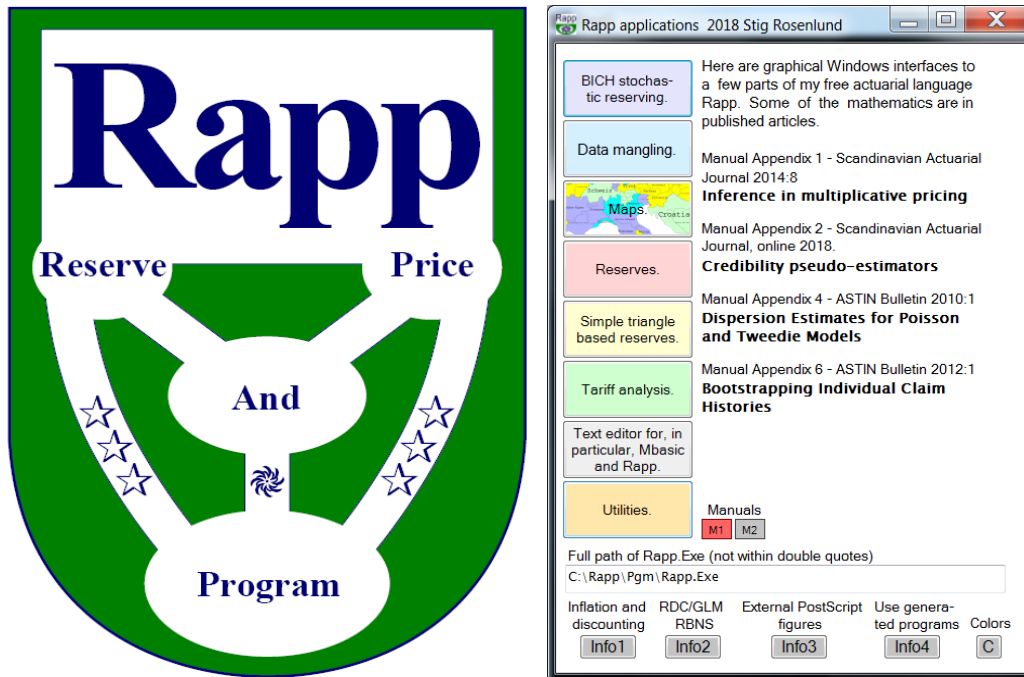 Rapp
Reserve
Price
And
Program
Rapp
Rapp applications 2018 Stig Rosenlund
BICH stochas-
tic reserving.
Data mangling.
Schweiz
Tirol
Maps.
Croatia
Reserves.
Simple triangle
based reserves.
Tariff analysis.
Text editor for, in
particular, Mbasic
and Rapp.
Utilities.
Here are graphical Windows interfaces to
a few parts of my free actuarial language
Rapp. Some of the mathematics are in
published articles.
Manual Appendix 1 - Scandinavian Actuarial
Journal 2014:8
Inference in multiplicative pricing
Manual Appendix 2 - Scandinavian Actuarial
Journal, online 2018.
Credibility pseudo-estimators
Manual Appendix 4 - ASTIN Bulletin 2010:1
Dispersion Estimates for Poisson
and Tweedie Models
Manual Appendix 6 - ASTIN Bulletin 2012:1
Bootstrapping Individual Claim
Histories
Manuals
M1 M2
Full path of Rapp.Exe (not within double quotes)
C:\Rapp\Pgm\Rapp.Exe
Inflation and
discounting
Info1
RDC/GLM
RBNS
Info2
External PostScript
figures
Info3
Use genera-
ted programs
Info4
Colors
C